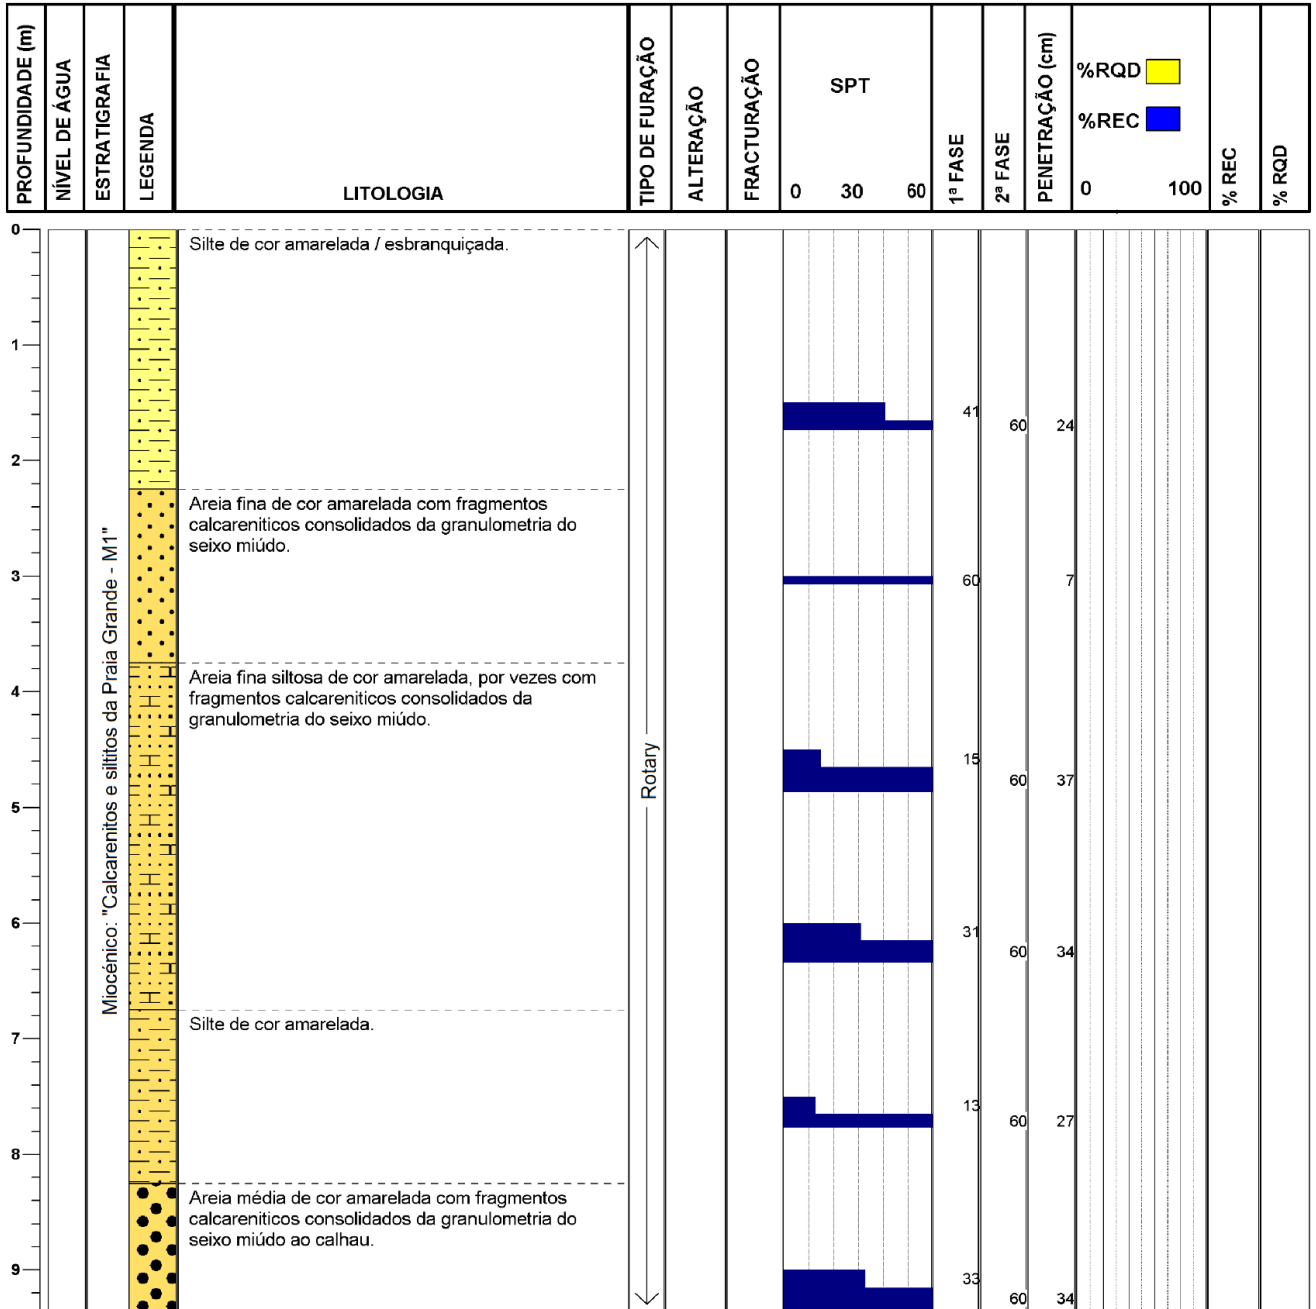 PROFUNDIDADE (m)
NÍVEL DE ÁGUA
ESTRATIGRAFIA
LEGENDA
LITOLOGIA
TIPO DE FURAÇÃO
ALTERAÇÃO
FRACTURAÇÃO
SPT
0 30 60
1ª FASE
2ª FASE
PENETRAÇÃO (cm)
%RQD
%REC
0 100
% REC
% RQD
0
Silte de cor amarelada / esbranquiçada.
1
41
60 24
2
Areia fina de cor amarelada com fragmentos
calcareniticos consolidados da granulometria do
seixo miúdo.
3
60 7
Miocénico: "Calcarenitos e siltitos da Praia Grande - M1"
Areia fina siltosa de cor amarelada, por vezes com
fragmentos calcareniticos consolidados da
granulometria do seixo miúdo.
4
Rotary
15
60 37
5
6
31
60 34
Silte de cor amarelada.
7
13
60 27
8
Areia média de cor amarelada com fragmentos
calcareniticos consolidados da granulometria do
seixo miúdo ao calhau.
9
33
60 34